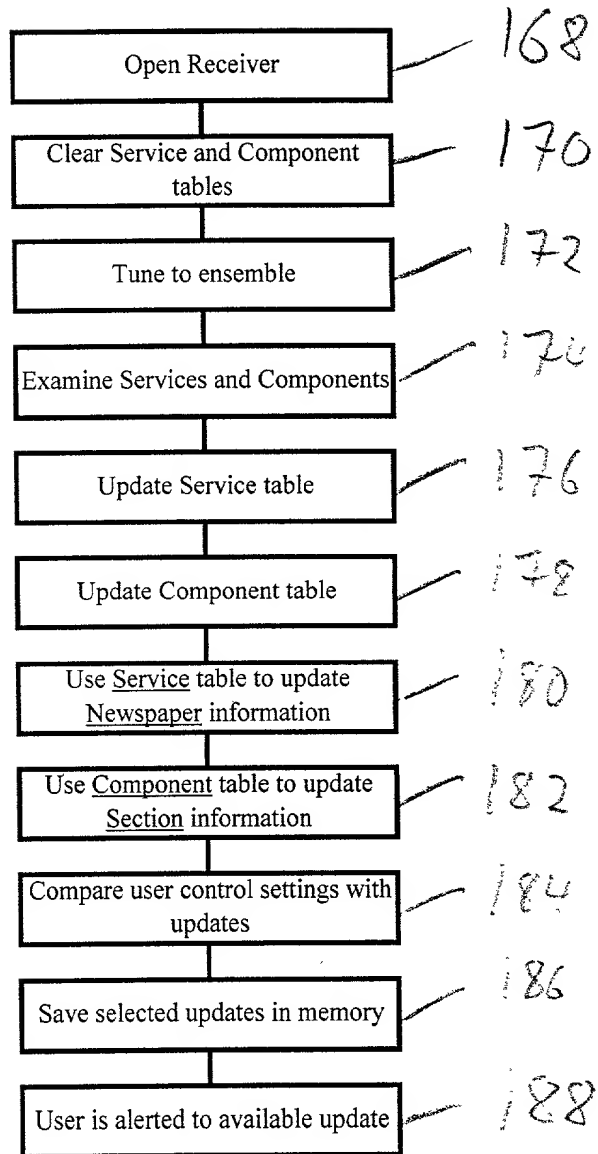 Open Receiver
168
Clear Service and Component
tables
170
Tune to ensemble
172
Examine Services and Components
174
Update Service table
176
Update Component table
178
Use Service table to update
Newspaper information
180
Use Component table to update
Section information
182
Compare user control settings with
updates
184
Save selected updates in memory
186
User is alerted to available update
188